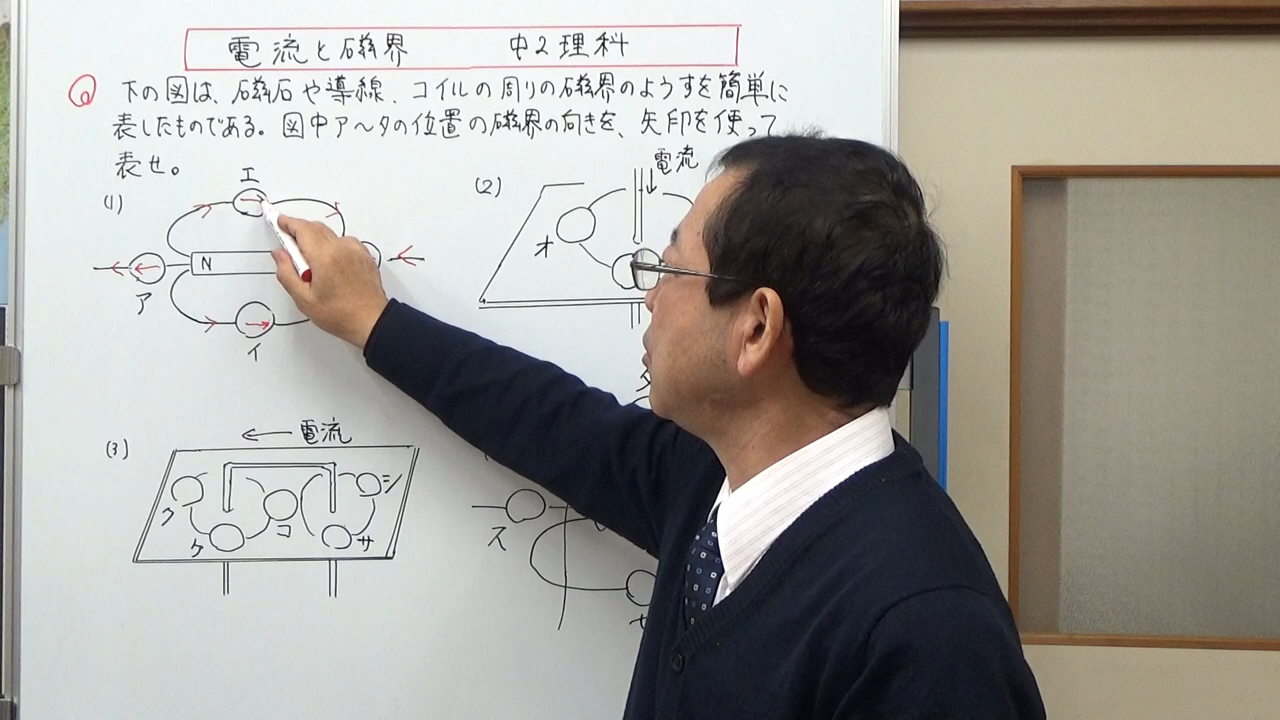 電流と磁界 中2理科
Q 下の図は、磁石や導線、コイルの周りの磁界のようすを簡単に
表したものである。図中ア〜タの位置の磁界の向きを、矢印を使って
表せ。
(1)
エ
N
ア
イ
(2)
電流
オ
(3)
電流
ク
ケ
コ
サ
シ
ス